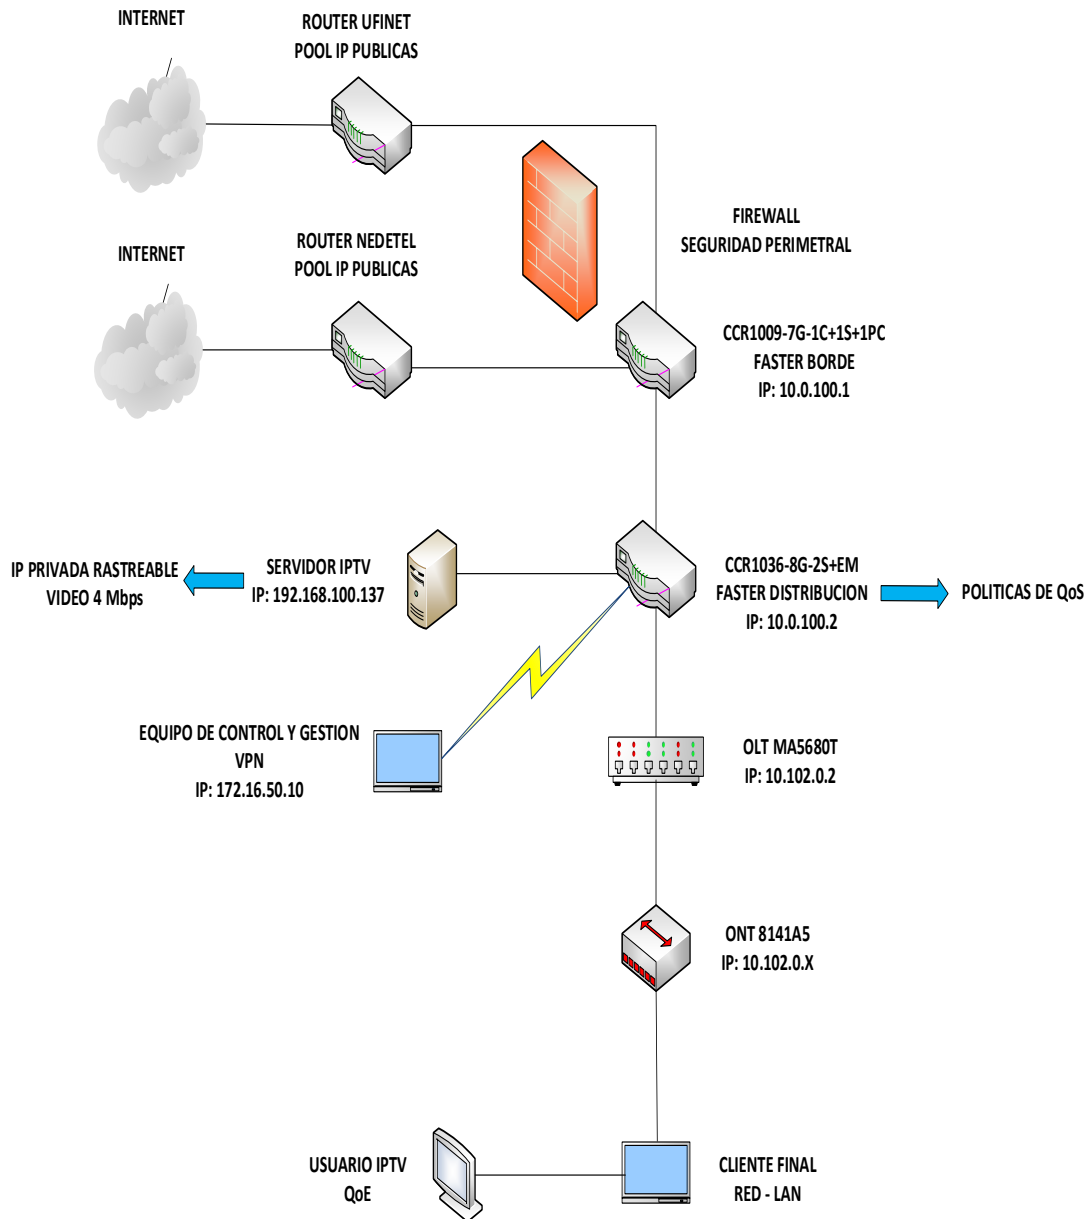 INTERNET
ROUTER UFINET
POOL IP PUBLICAS
FIREWALL
SEGURIDAD PERIMETRAL
INTERNET
ROUTER NEDETEL
POOL IP PUBLICAS
CCR1009-7G-1C+1S+1PC
FASTER BORDE
IP: 10.0.100.1
IP PRIVADA RASTREABLE
VIDEO 4 Mbps
SERVIDOR IPTV
IP: 192.168.100.137
CCR1036-8G-2S+EM
FASTER DISTRIBUCION
IP: 10.0.100.2
POLITICAS DE QoS
EQUIPO DE CONTROL Y GESTION
VPN
IP: 172.16.50.10
OLT MA5680T
IP: 10.102.0.2
ONT 8141A5
IP: 10.102.0.X
USUARIO IPTV
QoE
CLIENTE FINAL
RED - LAN